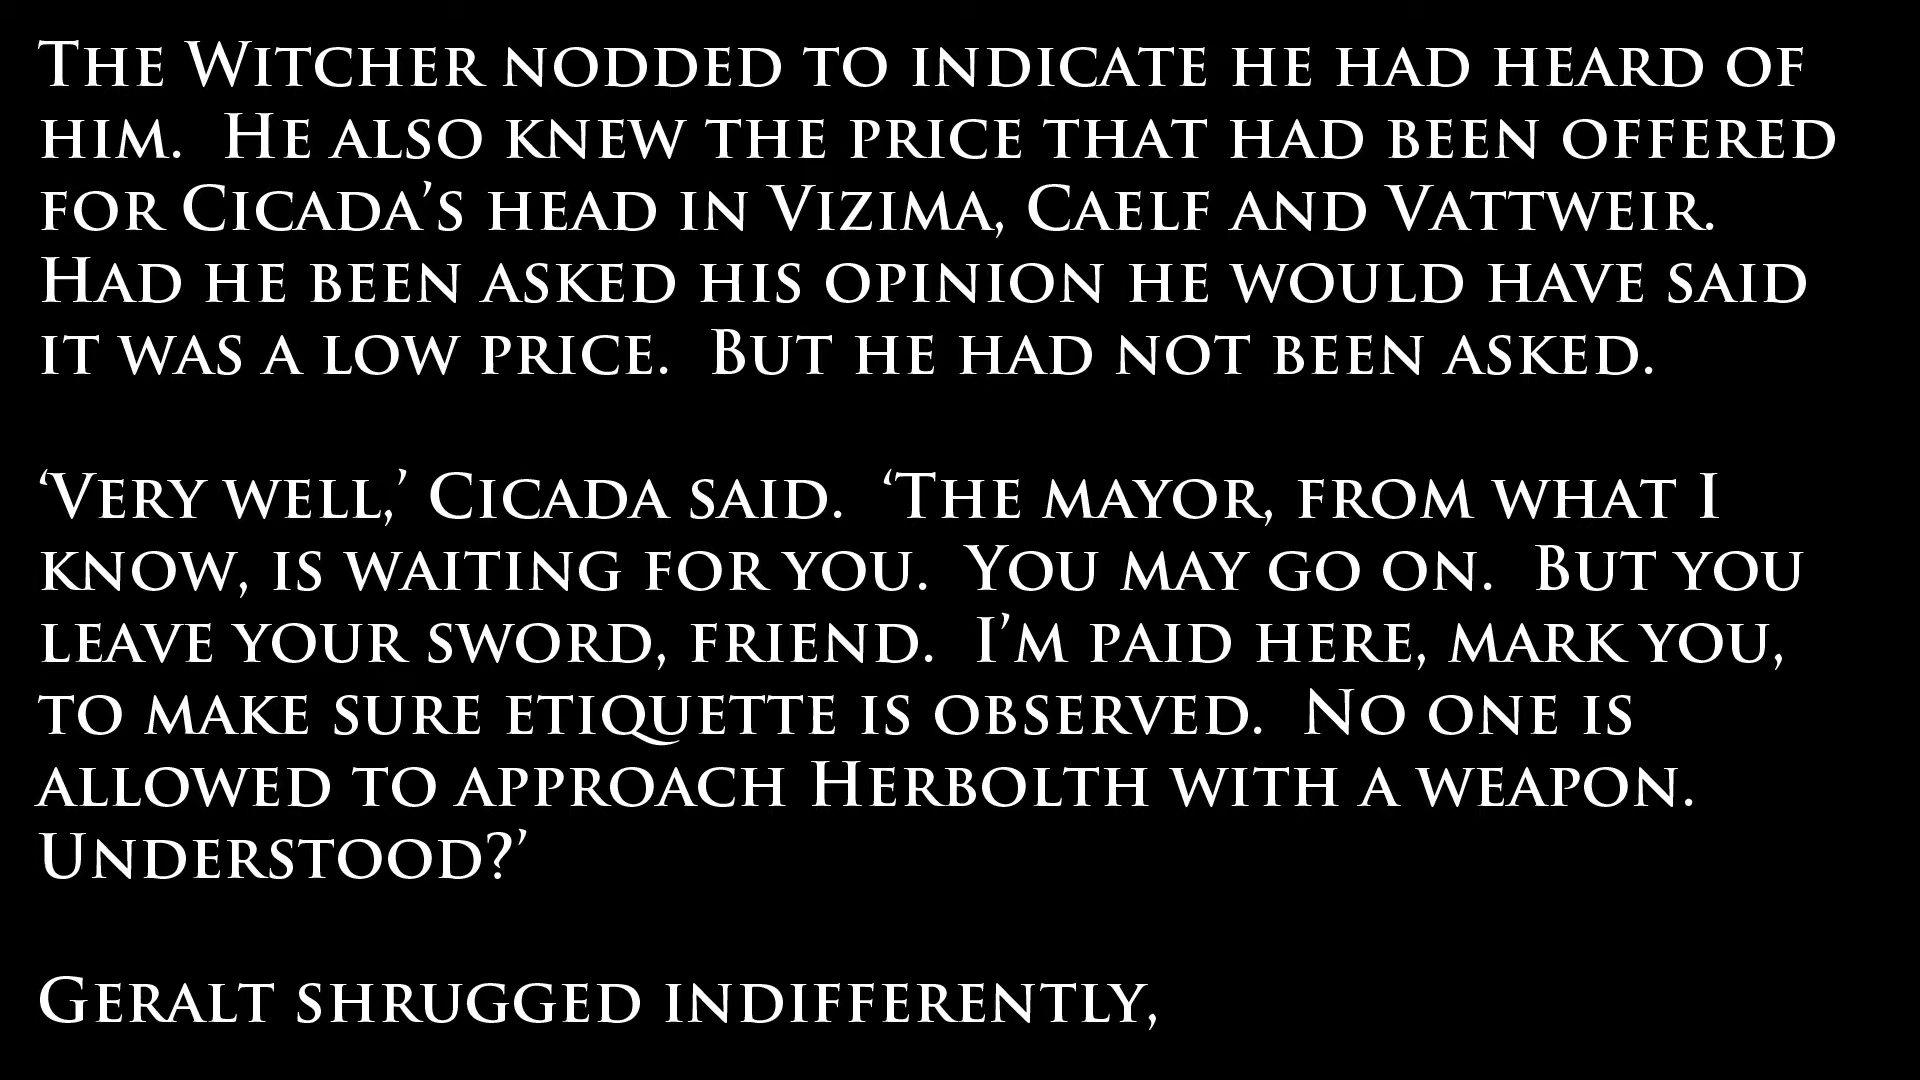 The Witcher nodded to indicate he had heard of
him.  He also knew the price that had been offered
for Cicada’s head in Vizima, Caelf and Vattweir.
Had he been asked his opinion he would have said
it was a low price.  But he had not been asked.
‘Very well,’ Cicada said.  ‘The mayor, from what I
know, is waiting for you.  You may go on.  But you
leave your sword, friend.  I’m paid here, mark you,
to make sure etiquette is observed.  No one is
allowed to approach Herbolth with a weapon.
Understood?’
Geralt shrugged indifferently,